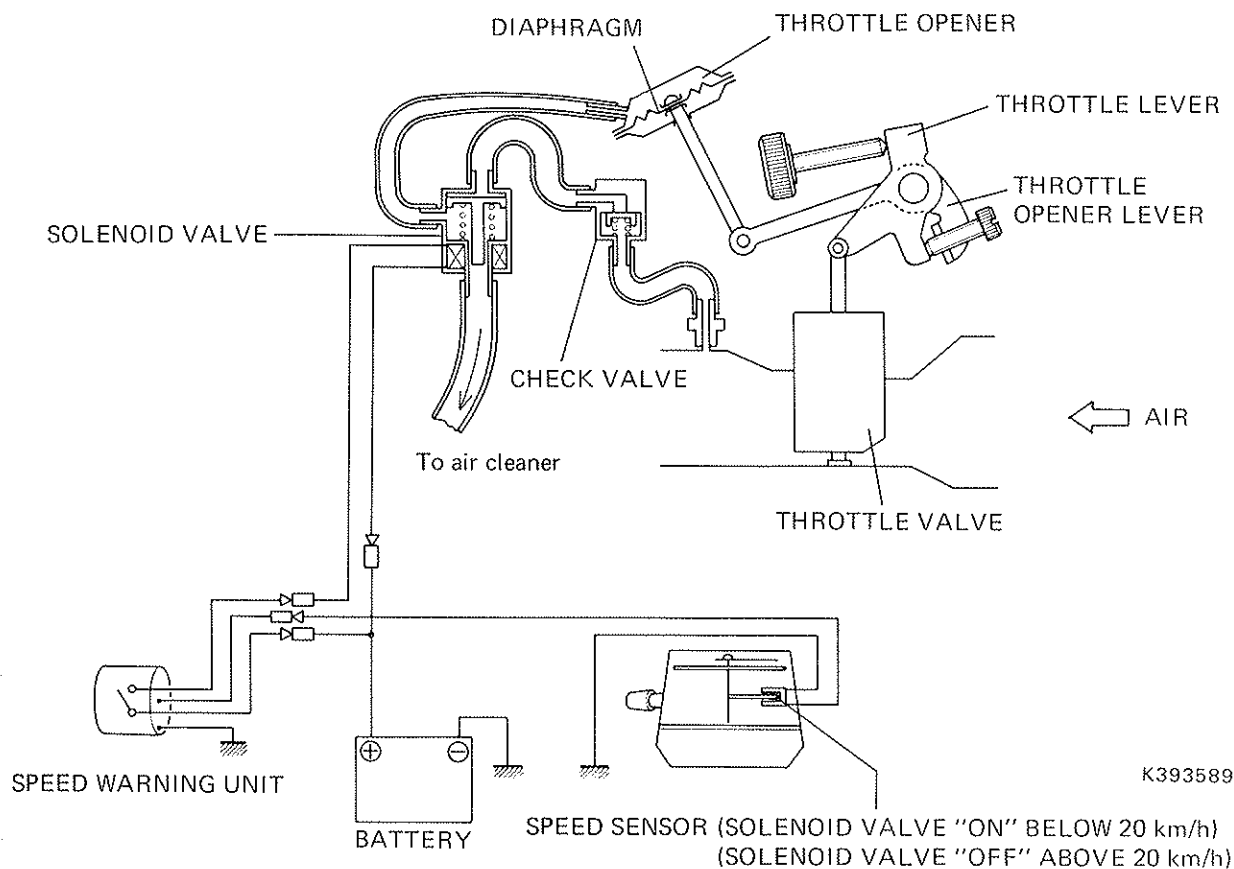 DIAPHRAGM
THROTTLE OPENER
THROTTLE LEVER
THROTTLE
OPENER LEVER
SOLENOID VALVE
CHECK VALVE
AIR
To air cleaner
THROTTLE VALVE
SPEED WARNING UNIT
BATTERY
K393589
SPEED SENSOR (SOLENOID VALVE "ON" BELOW 20 km/h)
(SOLENOID VALVE "OFF" ABOVE 20 km/h)